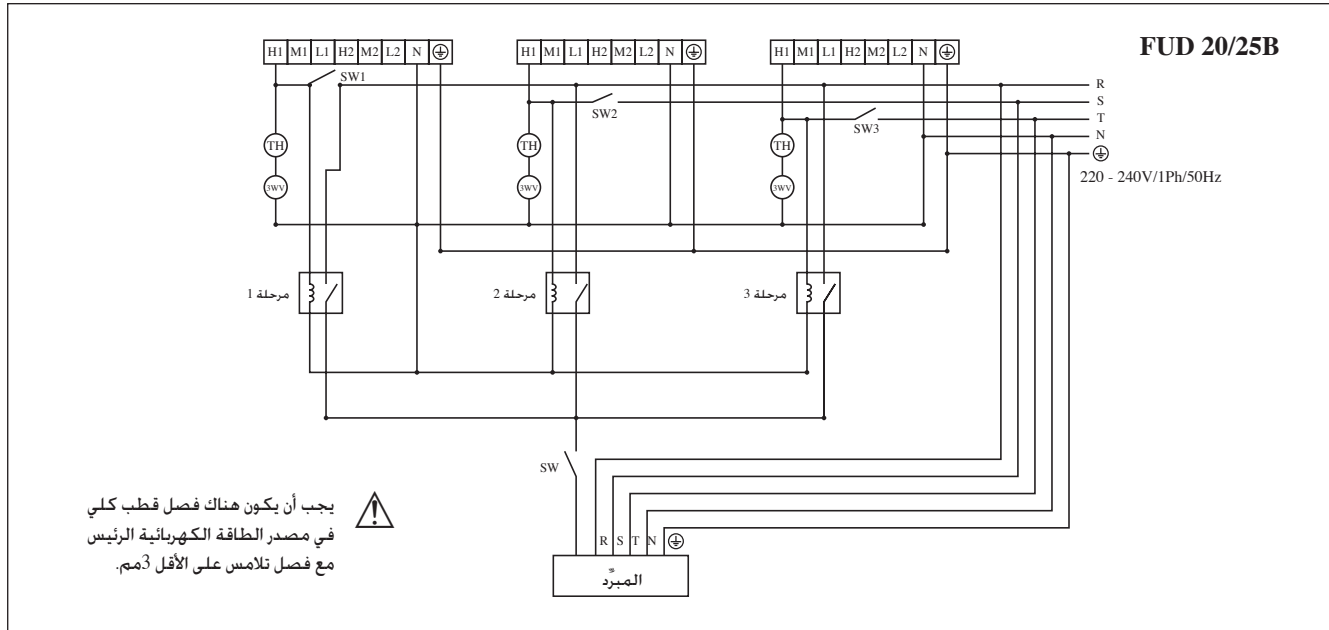 FUD 20/25B
H1 M1 L1 H2 M2 L2 N
H1 M1 L1 H2 M2 L2 N
H1 M1 L1 H2 M2 L2 N
SW1
R
S
SW2
T
SW3
N
TH
TH
TH
220 - 240V/1Ph/50Hz
3WV
3WV
3WV
مرحلة 1
مرحلة 2
مرحلة 3
SW
يجب أن يكون هناك فصل قطب كلي
في مصدر الطاقة الكهربائية الرئيس
مع فصل تلامس على الأقل 3مم.
R S T N
المبرِّد